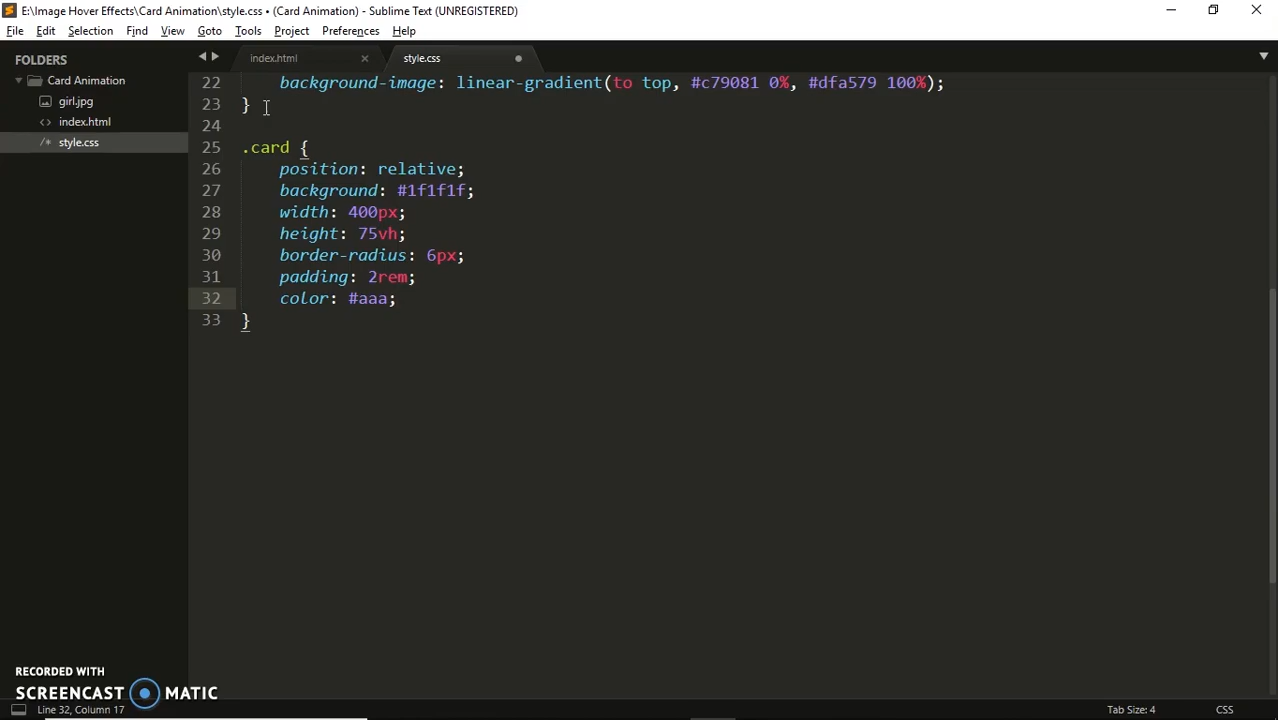 E:\Image Hover Effects\Card Animation\style.css • (Card Animation) - Sublime Text (UNREGISTERED)
File Edit Selection Find View Goto Tools Project Preferences Help
FOLDERS
Card Animation
girl.jpg
index.html
style.css
index.html style.css
22 background-image: linear-gradient(to top, #c79081 0%, #dfa579 100%);
23 }
24
25 .card {
26 position: relative;
27 background: #1f1f1f;
28 width: 400px;
29 height: 75vh;
30 border-radius: 6px;
31 padding: 2rem;
32 color: #aaa;
33 }
RECORDED WITH
SCREENCAST MATIC
Line 32, Column 17 Tab Size: 4 CSS